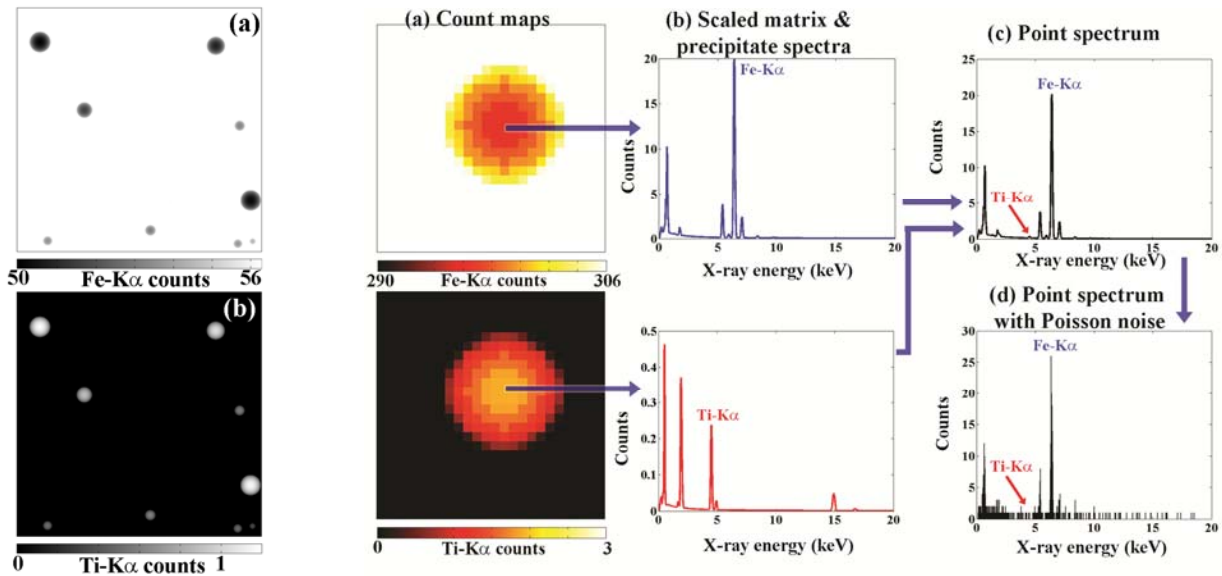 (a)
50
56
Fe-Kα counts
(b)
0
1
Ti-Kα counts
(a) Count maps
290
306
Fe-Kα counts
0
3
Ti-Kα counts
(b) Scaled matrix &
precipitate spectra
Fe-Kα
20
15
10
5
0
Counts
0
5
10
15
20
X-ray energy (keV)
Ti-Kα
0.5
0.4
0.3
0.2
0.1
0
Counts
0
5
10
15
20
X-ray energy (keV)
(c) Point spectrum
Fe-Kα
Ti-Kα
25
20
15
10
5
0
Counts
0
5
10
15
20
X-ray energy (keV)
(d) Point spectrum
with Poisson noise
Fe-Kα
Ti-Kα
30
25
20
15
10
5
0
Counts
0
5
10
15
20
X-ray energy (keV)